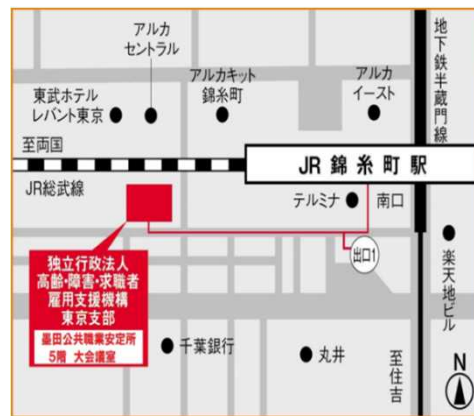 アルカ
セントラル
東武ホテル
レバント東京
アルカキット
錦糸町
アルカ
イースト
地下鉄半蔵門線
至両国
JR錦糸町駅
JR総武線
テルミナ
南口
出口1
楽天地ビル
独立行政法人
高齢・障害・求職者
雇用支援機構
東京支部
墨田公共職業安定所
5階 大会議室
千葉銀行
丸井
至住吉
N